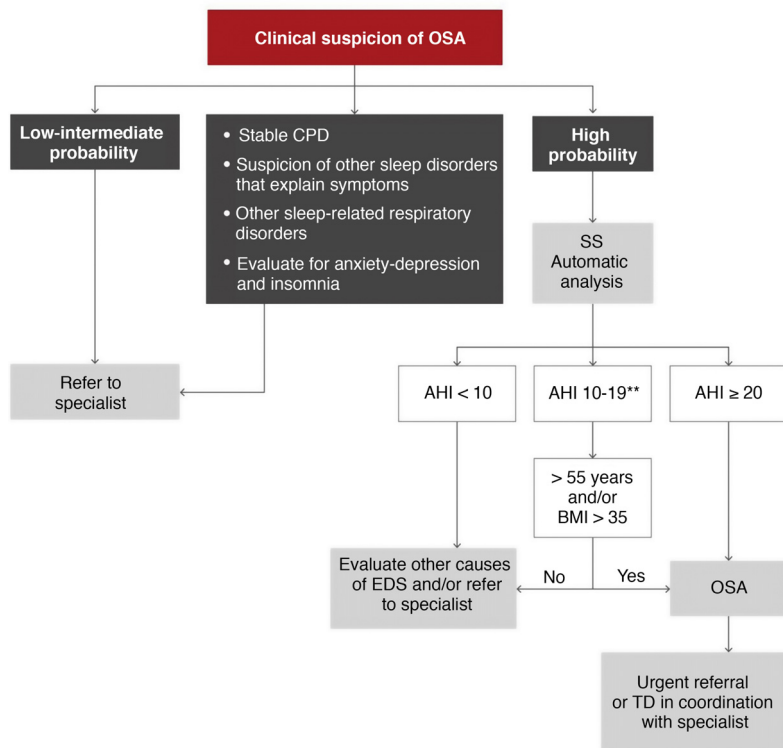 Clinical suspicion of OSA
Low-intermediate
probability
• Stable CPD
• Suspicion of other sleep disorders
that explain symptoms
• Other sleep-related respiratory
disorders
• Evaluate for anxiety-depression
and insomnia
High
probability
SS
Automatic
analysis
Refer to
specialist
AHI < 10
AHI 10-19**
AHI ≥ 20
> 55 years
and/or
BMI > 35
Evaluate other causes
of EDS and/or refer
to specialist
No
Yes
OSA
Urgent referral
or TD in coordination
with specialist